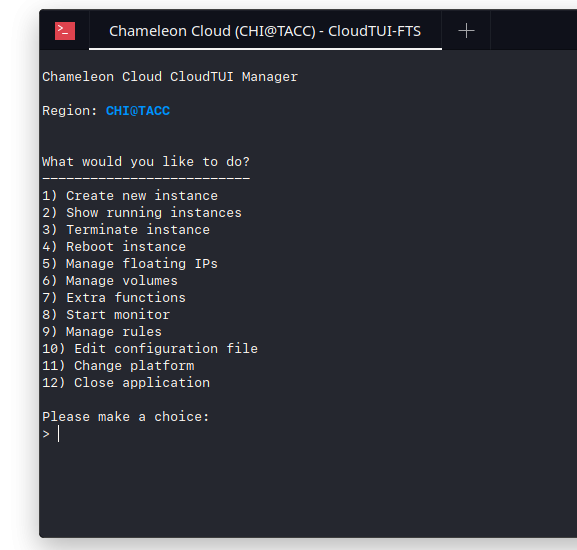 >_
Chameleon Cloud (CHI@TACC) - CloudTUI-FTS
Chameleon Cloud CloudTUI Manager
Region: CHI@TACC
What would you like to do?
--------------------------
1) Create new instance
2) Show running instances
3) Terminate instance
4) Reboot instance
5) Manage floating IPs
6) Manage volumes
7) Extra functions
8) Start monitor
9) Manage rules
10) Edit configuration file
11) Change platform
12) Close application
Please make a choice:
>